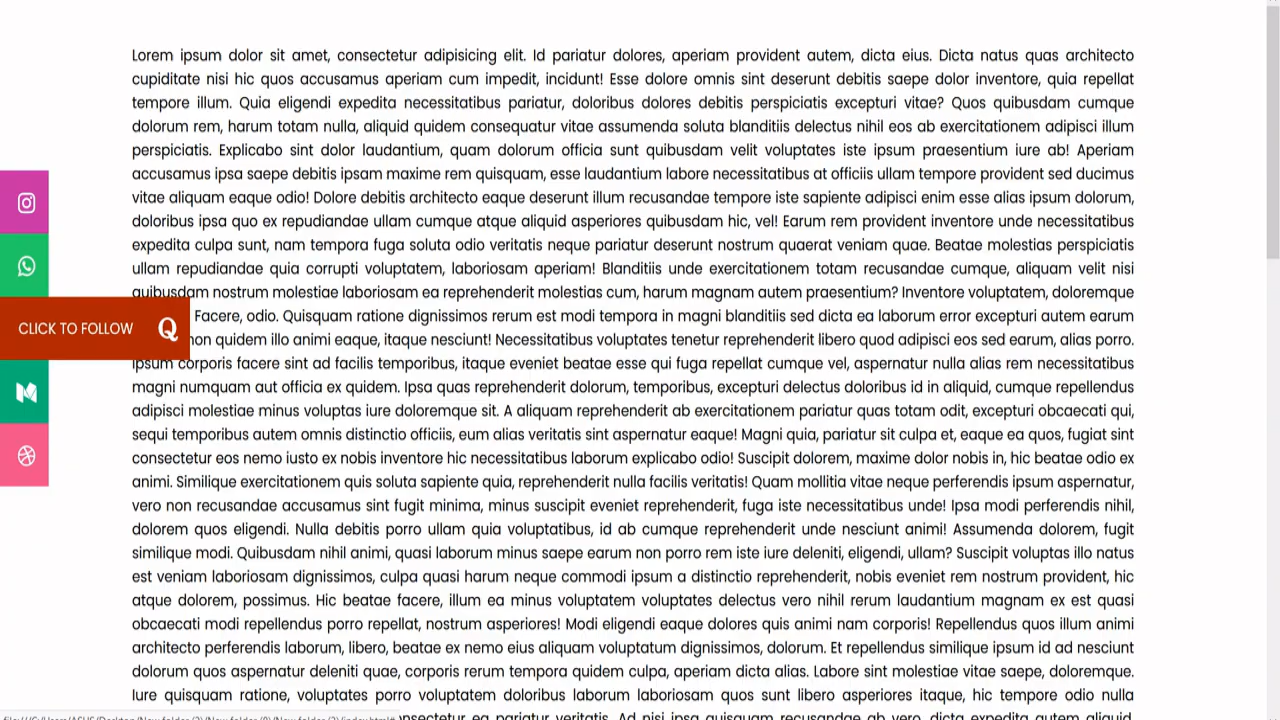 Lorem ipsum dolor sit amet, consectetur adipisicing elit. Id pariatur dolores, aperiam provident autem, dicta eius. Dicta natus quas architecto
cupiditate nisi hic quos accusamus aperiam cum impedit, incidunt! Esse dolore omnis sint deserunt debitis saepe dolor inventore, quia repellat
tempore illum. Quia eligendi expedita necessitatibus pariatur, doloribus dolores debitis perspiciatis excepturi vitae? Quos quibusdam cumque
dolorum rem, harum totam nulla, aliquid quidem consequatur vitae assumenda soluta blanditiis delectus nihil eos ab exercitationem adipisci illum
perspiciatis. Explicabo sint dolor laudantium, quam dolorum officia sunt quibusdam velit voluptates iste ipsum praesentium iure ab! Aperiam
accusamus ipsa saepe debitis ipsam maxime rem quisquam, esse laudantium labore necessitatibus at officiis ullam tempore provident sed ducimus
vitae aliquam eaque odio! Dolore debitis architecto eaque deserunt illum recusandae tempore iste sapiente adipisci enim esse alias ipsum dolorum,
doloribus ipsa quo ex repudiandae ullam cumque atque aliquid asperiores quibusdam hic, vel! Earum rem provident inventore unde necessitatibus
expedita culpa sunt, nam tempora fuga soluta odio veritatis neque pariatur deserunt nostrum quaerat veniam quae. Beatae molestias perspiciatis
ullam repudiandae quia corrupti voluptatem, laboriosam aperiam! Blanditiis unde exercitationem totam recusandae cumque, aliquam velit nisi
quibusdam nostrum molestiae laboriosam ea reprehenderit molestias cum, harum magnam autem praesentium? Inventore voluptatem, doloremque
Facere, odio. Quisquam ratione dignissimos rerum est modi tempora in magni blanditiis sed dicta ea laborum error excepturi autem earum
CLICK TO FOLLOW
non quidem illo animi eaque, itaque nesciunt! Necessitatibus voluptates tenetur reprehenderit libero quod adipisci eos sed earum, alias porro.
Ipsum corporis facere sint ad facilis temporibus, itaque eveniet beatae esse qui fuga repellat cumque vel, aspernatur nulla alias rem necessitatibus
magni numquam aut officia ex quidem. Ipsa quas reprehenderit dolorum, temporibus, excepturi delectus doloribus id in aliquid, cumque repellendus
adipisci molestiae minus voluptas iure doloremque sit. A aliquam reprehenderit ab exercitationem pariatur quas totam odit, excepturi obcaecati qui,
sequi temporibus autem omnis distinctio officiis, eum alias veritatis sint aspernatur eaque! Magni quia, pariatur sit culpa et, eaque ea quos, fugiat sint
consectetur eos nemo iusto ex nobis inventore hic necessitatibus laborum explicabo odio! Suscipit dolorem, maxime dolor nobis in, hic beatae odio ex
animi. Similique exercitationem quis soluta sapiente quia, reprehenderit nulla facilis veritatis! Quam mollitia vitae neque perferendis ipsum aspernatur,
vero non recusandae accusamus sint fugit minima, minus suscipit eveniet reprehenderit, fuga iste necessitatibus unde! Ipsa modi perferendis nihil,
dolorem quos eligendi. Nulla debitis porro ullam quia voluptatibus, id ab cumque reprehenderit unde nesciunt animi! Assumenda dolorem, fugit
similique modi. Quibusdam nihil animi, quasi laborum minus saepe earum non porro rem iste iure deleniti, eligendi, ullam? Suscipit voluptas illo natus
est veniam laboriosam dignissimos, culpa quasi harum neque commodi ipsum a distinctio reprehenderit, nobis eveniet rem nostrum provident, hic
atque dolorem, possimus. Hic beatae facere, illum ea minus voluptatem voluptates delectus vero nihil rerum laudantium magnam ex est quasi
obcaecati modi repellendus porro repellat, nostrum asperiores! Modi eligendi eaque dolores quis animi nam corporis! Repellendus quos illum animi
architecto perferendis laborum, libero, beatae ex nemo eius aliquam voluptatum dignissimos, dolorum. Et repellendus similique ipsum id ad nesciunt
dolorum quos aspernatur deleniti quae, corporis rerum tempora quidem culpa, aperiam dicta alias. Labore sint molestiae vitae saepe, doloremque.
Iure quisquam ratione, voluptates porro voluptatem doloribus laborum laboriosam quos sunt libero asperiores itaque, hic tempore odio nulla
ea pariatur veritatis. Ad nisi ipsa quisquam recusandae ab vero, dicta expedita autem aliquid,